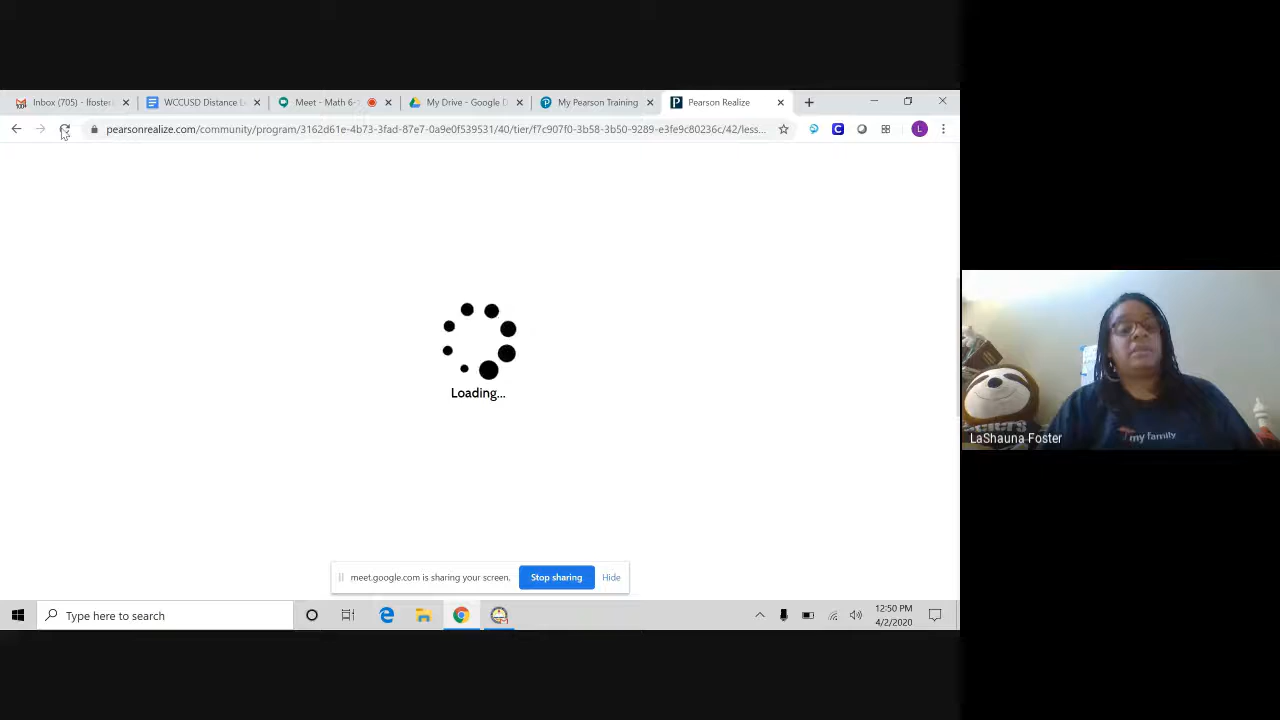 Inbox (705) - lfoster
WCCUSD Distance L
Meet - Math 6-
My Drive - Google D
My Pearson Training
Pearson Realize
pearsonrealize.com/community/program/3162d61e-4b73-3fad-87e7-0a9e0f539531/40/tier/f7c907f0-3b58-3b50-9289-e3fe9c80236c/42/less...
L
Loading...
my family
LaShauna Foster
meet.google.com is sharing your screen.
Stop sharing
Hide
Type here to search
12:50 PM
4/2/2020